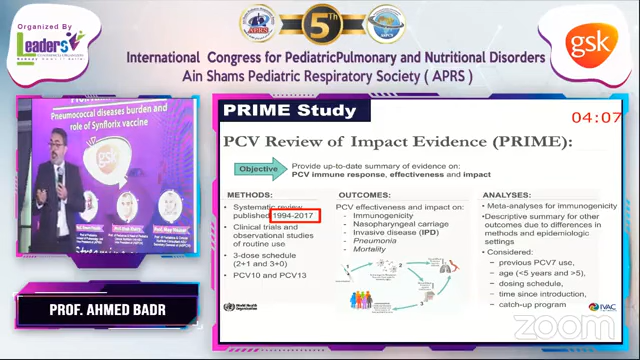 Organized By
Leaders
5th
APRS
International Congress for PediatricPulmonary and Nutritional Disorders
Ain Shams Pediatric Respiratory Society ( APRS )
gsk
Pneumococcal diseases burden and
role of Synflorix vaccine
gsk
PROF. AHMED BADR
PRIME Study
04:07
PCV Review of Impact Evidence (PRIME):
Objective
Provide up-to-date summary of evidence on:
PCV immune response, effectiveness and impact
METHODS:
• Systematic review
published 1994-2017
• Clinical trials and
observational studies
of routine use
• 3-dose schedule
(2+1 and 3+0)
• PCV10 and PCV13
OUTCOMES:
PCV effectiveness and impact on:
- Immunogenicity
- Nasopharyngeal carriage
- Invasive disease (IPD)
- Pneumonia
- Mortality
ANALYSES:
• Meta-analyses for immunogenicity
• Descriptive summary for other
outcomes due to differences in
methods and epidemiologic
settings
• Considered:
- previous PCV7 use,
- age (<5 years and >5),
- dosing schedule,
- time since introduction,
- catch-up program
World Health
Organization
IVAC
zoom